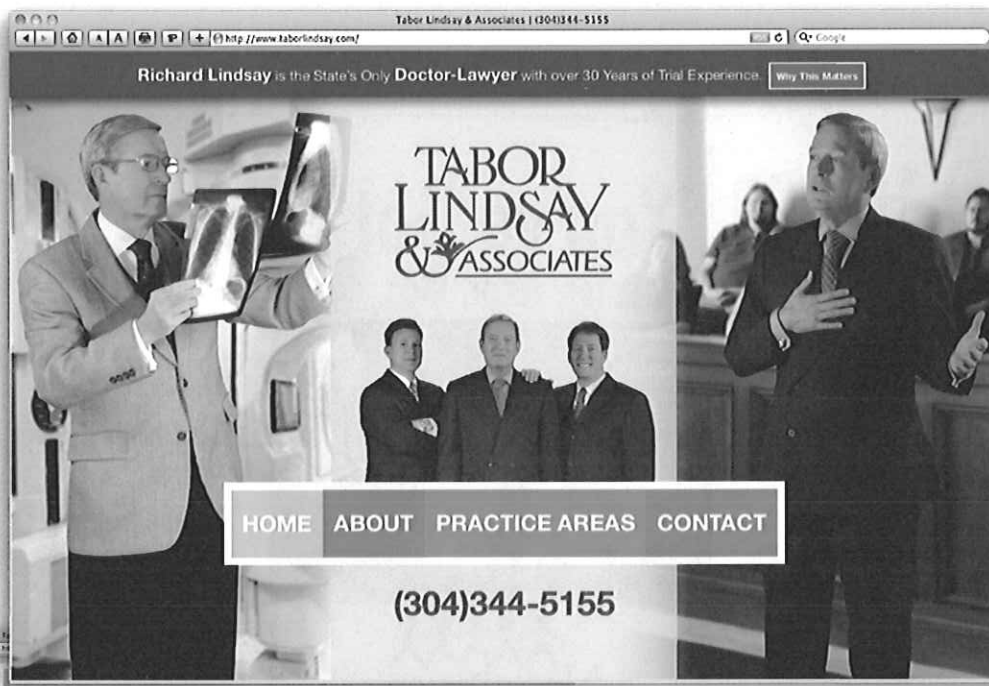 Tabor Lindsay & Associates | (304)344-5155
http://www.taborlindsay.com/
Google
Richard Lindsay is the State's Only Doctor-Lawyer with over 30 Years of Trial Experience. Why This Matters
TABOR
LINDSAY
& ASSOCIATES
HOME ABOUT PRACTICE AREAS CONTACT
(304)344-5155